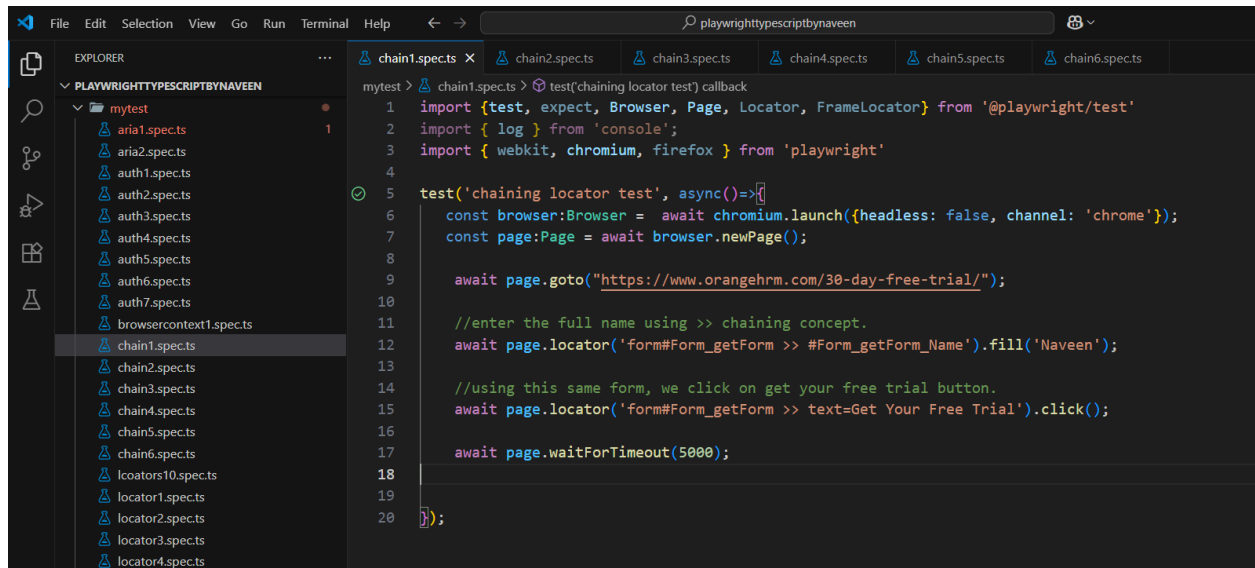 File Edit Selection View Go Run Terminal Help
playwrighttypescriptbynaveen
EXPLORER
chain1.spec.ts
chain2.spec.ts
chain3.spec.ts
chain4.spec.ts
chain5.spec.ts
chain6.spec.ts
PLAYWRIGHTTYPESCRIPTBYNAVEEN
mytest
aria1.spec.ts 1
aria2.spec.ts
auth1.spec.ts
auth2.spec.ts
auth3.spec.ts
auth4.spec.ts
auth5.spec.ts
auth6.spec.ts
auth7.spec.ts
browsercontext1.spec.ts
chain1.spec.ts
chain2.spec.ts
chain3.spec.ts
chain4.spec.ts
chain5.spec.ts
chain6.spec.ts
lcoators10.spec.ts
locator1.spec.ts
locator2.spec.ts
locator3.spec.ts
locator4.spec.ts
mytest > chain1.spec.ts > test('chaining locator test') callback
1 import {test, expect, Browser, Page, Locator, FrameLocator} from '@playwright/test'
2 import { log } from 'console';
3 import { webkit, chromium, firefox } from 'playwright'
4
5 test('chaining locator test', async()=>{
6 const browser:Browser = await chromium.launch({headless: false, channel: 'chrome'});
7 const page:Page = await browser.newPage();
8
9 await page.goto("https://www.orangehrm.com/30-day-free-trial/");
10
11 //enter the full name using >> chaining concept.
12 await page.locator('form#Form_getForm >> #Form_getForm_Name').fill('Naveen');
13
14 //using this same form, we click on get your free trial button.
15 await page.locator('form#Form_getForm >> text=Get Your Free Trial').click();
16
17 await page.waitForTimeout(5000);
18
19
20 });